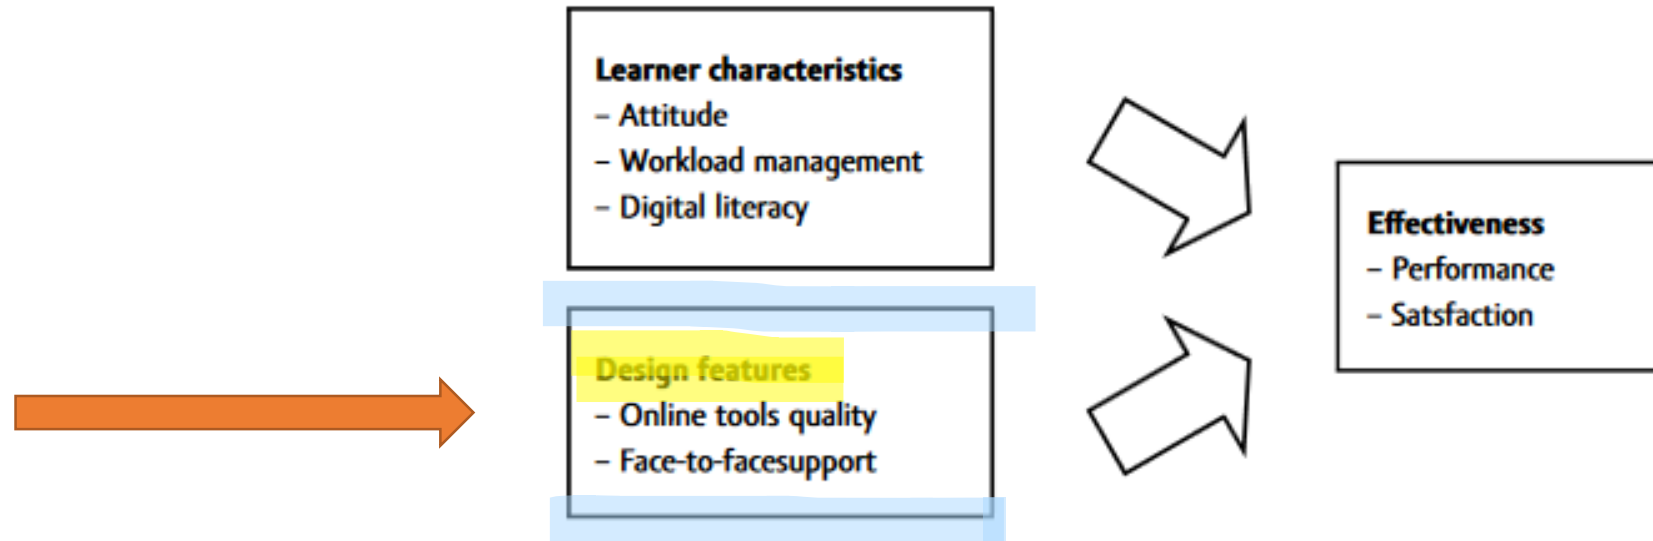 Learner characteristics
– Attitude
– Workload management
– Digital literacy
Design features
– Online tools quality
– Face-to-facesupport
Effectiveness
– Performance
– Satsfaction